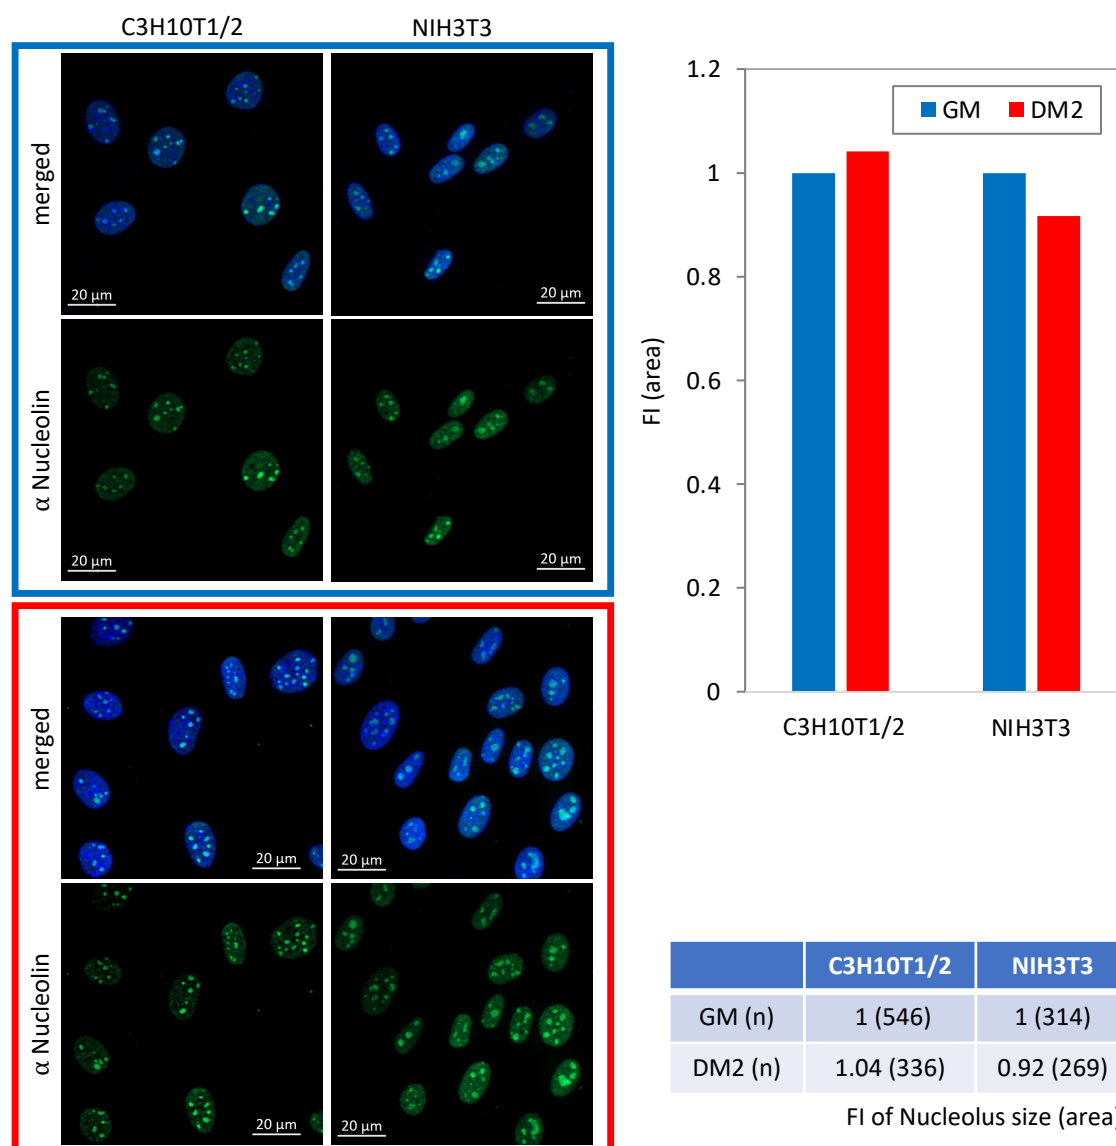 C3H10T1/2 NIH3T3
merged
20 µm 20 µm
α Nucleolin
20 µm 20 µm
merged
20 µm 20 µm
α Nucleolin
20 µm 20 µm
1.2
GM DM2
1
0.8
0.6
0.4
0.2
0
FI (area)
C3H10T1/2 NIH3T3
C3H10T1/2 NIH3T3
GM (n) 1 (546) 1 (314)
DM2 (n) 1.04 (336) 0.92 (269)
FI of Nucleolus size (area)